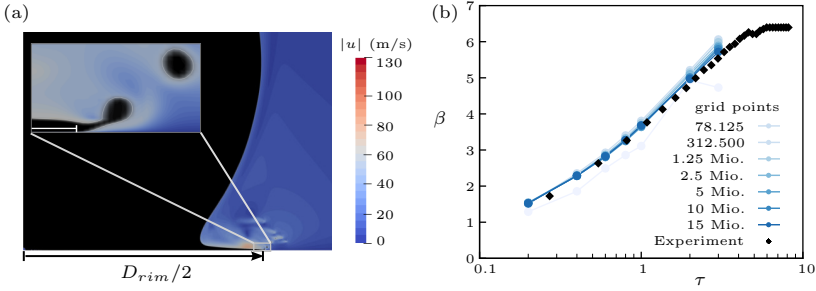 (a)
|u| (m/s)
130
100
80
60
40
20
0
D_rim/2
(b)
7
6
5
4
3
2
1
0
β
grid points
78.125
312.500
1.25 Mio.
2.5 Mio.
5 Mio.
10 Mio.
15 Mio.
Experiment
0.1 1 10
τ